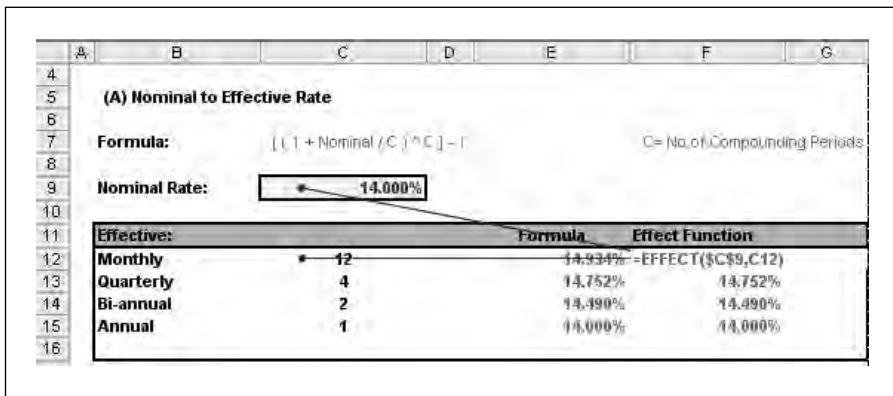 A B C D E F G
4
5 (A) Nominal to Effective Rate
6
7 Formula: [ ( 1 + Nominal / C ) ^ C ] - 1 C= No.of Compounding Periods
8
9 Nominal Rate: 14.000%
10
11 Effective: Formula Effect Function
12 Monthly 12 14.934% =EFFECT($C$9,C12)
13 Quarterly 4 14.752% 14.752%
14 Bi-annual 2 14.490% 14.490%
15 Annual 1 14.000% 14.000%
16